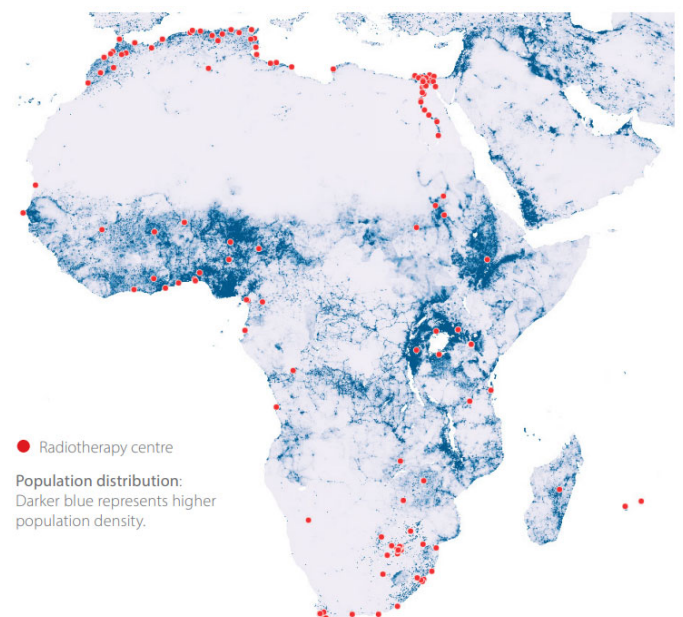 Radiotherapy centre
Population distribution:
Darker blue represents higher
population density.